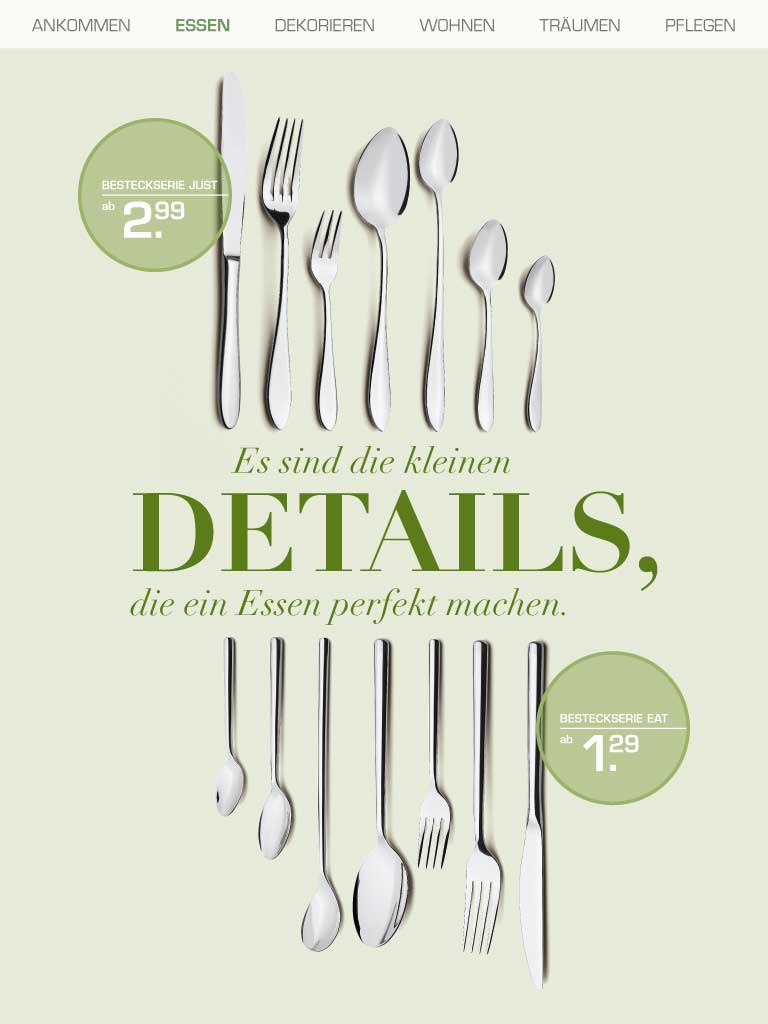 ANKOMMEN ESSEN DEKORIEREN WOHNEN TRÄUMEN PFLEGEN
BESTECKSERIE JUST
ab 2.99
Es sind die kleinen
DETAILS,
die ein Essen perfekt machen.
BESTECKSERIE EAT
ab 1.29